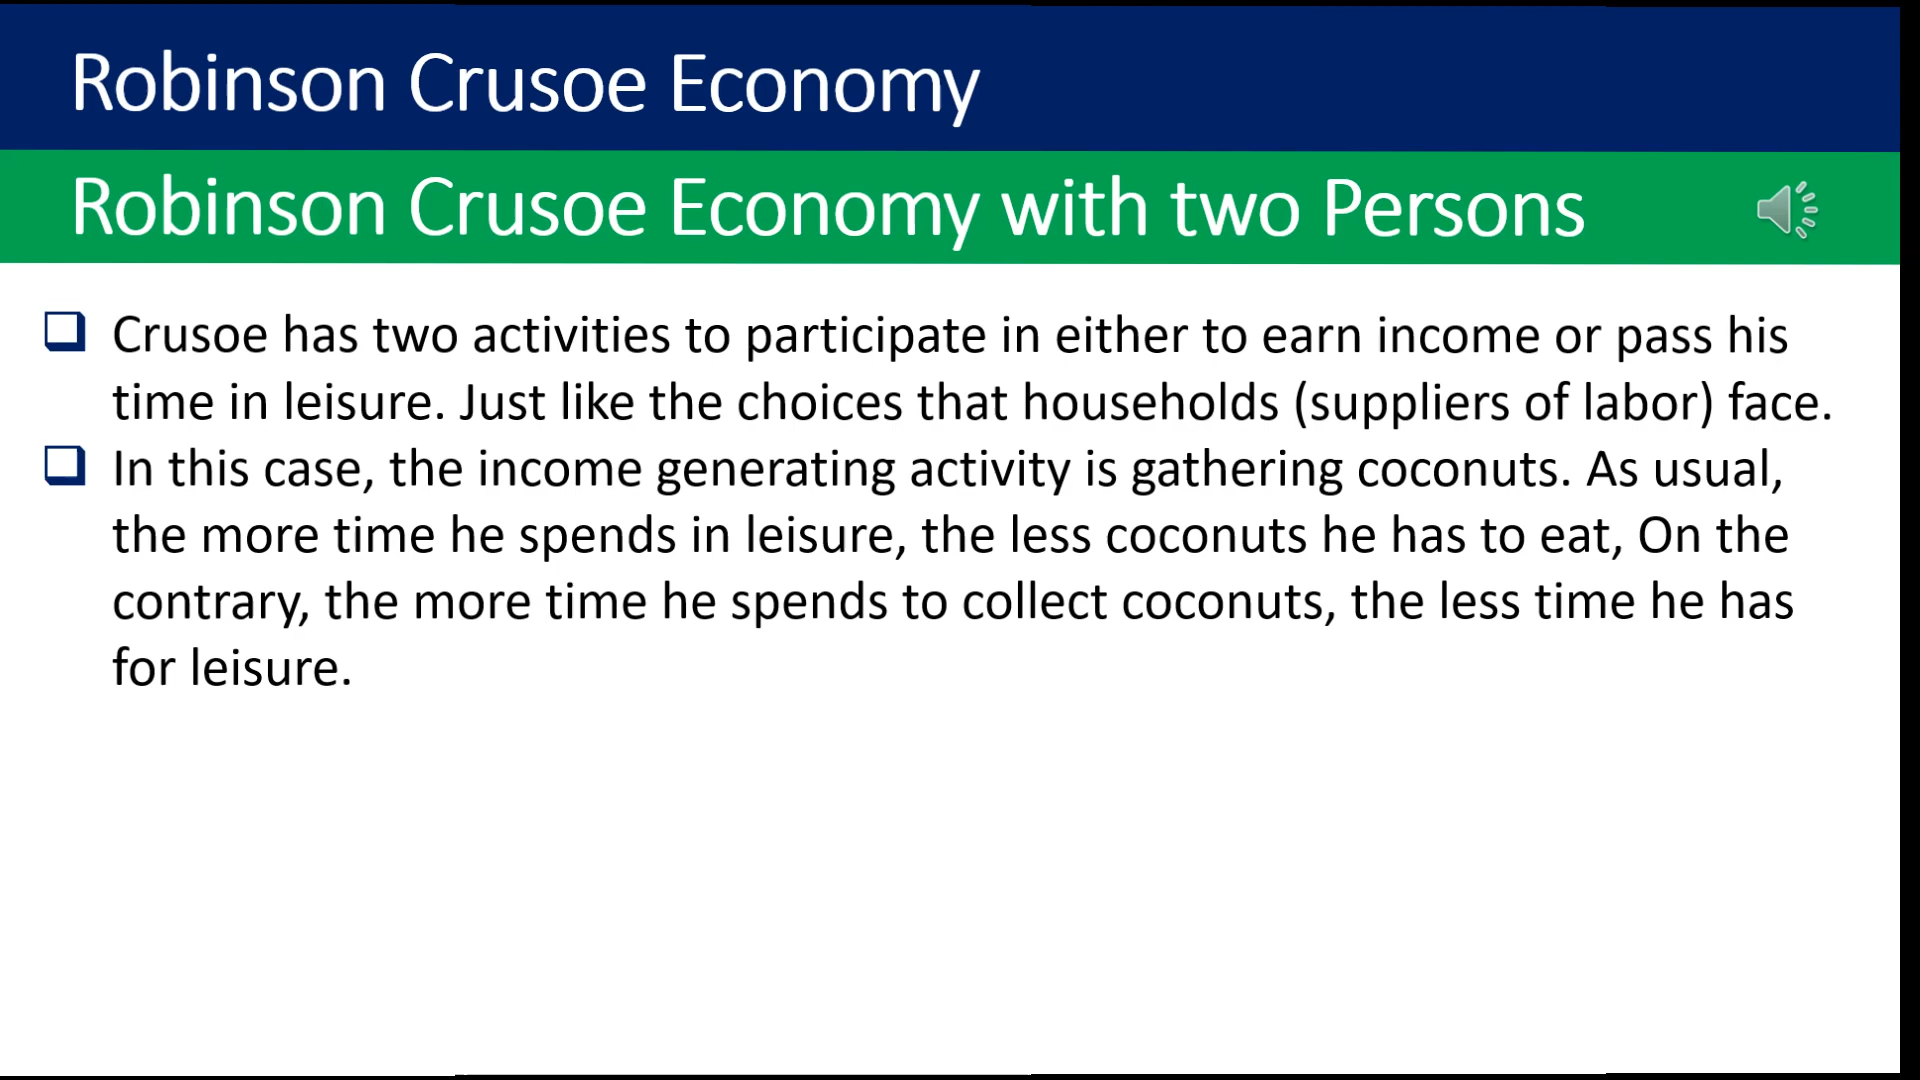 Robinson Crusoe Economy
Robinson Crusoe Economy with two Persons
Crusoe has two activities to participate in either to earn income or pass his
time in leisure. Just like the choices that households (suppliers of labor) face.
In this case, the income generating activity is gathering coconuts. As usual,
the more time he spends in leisure, the less coconuts he has to eat, On the
contrary, the more time he spends to collect coconuts, the less time he has
for leisure.